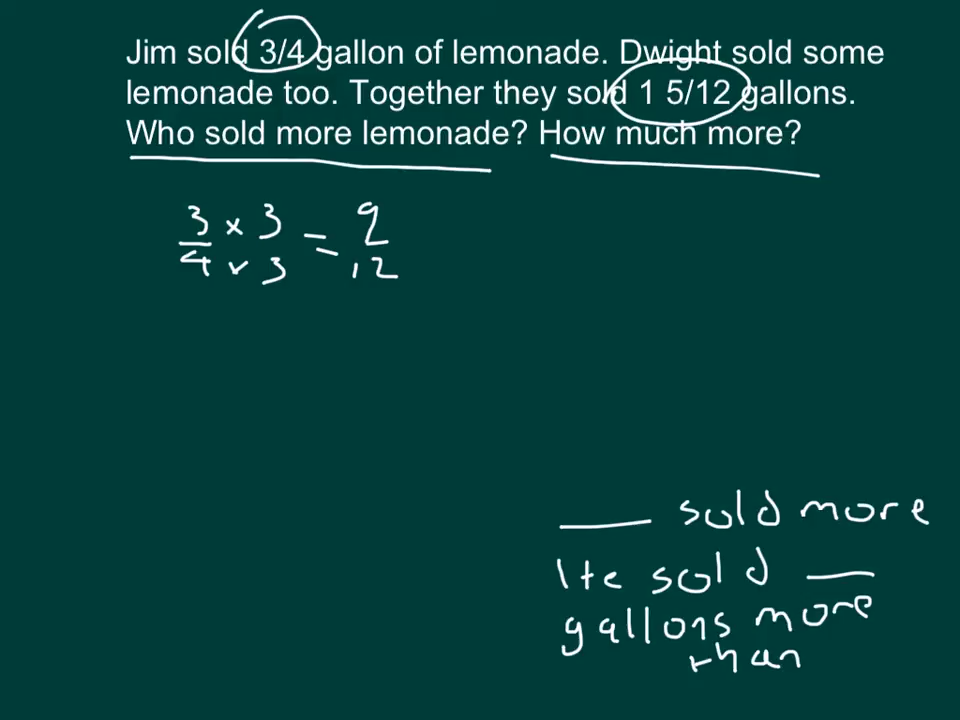 Jim sold 3/4 gallon of lemonade. Dwight sold some
lemonade too. Together they sold 1 5/12 gallons.
Who sold more lemonade? How much more?
3/4 × 3/3 = 9/12
___ sold more
He sold ___
gallons more
than